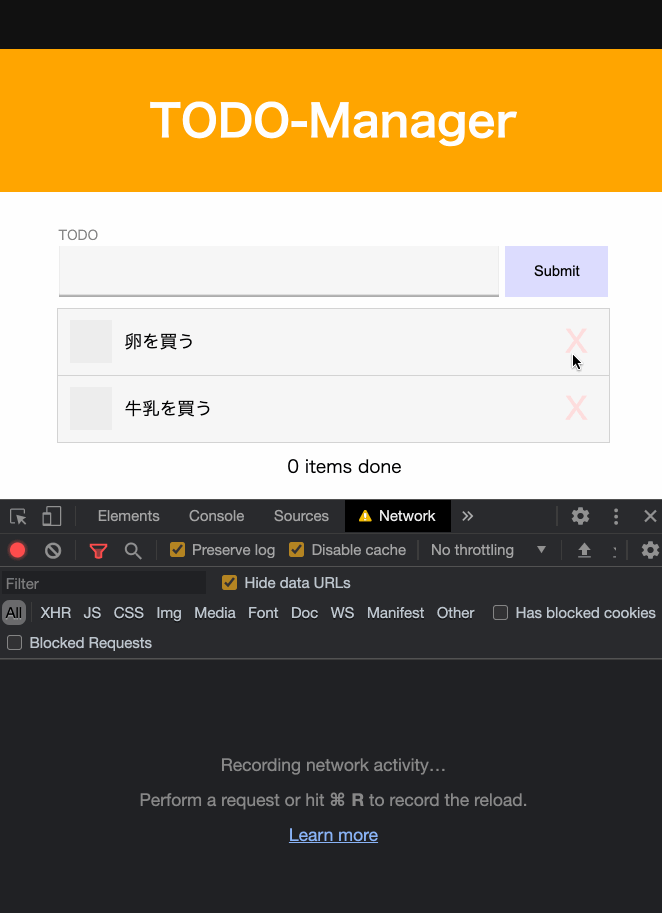 TODO-Manager
TODO
Submit
卵を買う X
牛乳を買う X
0 items done
Elements Console Sources Network »
Preserve log Disable cache No throttling
Filter Hide data URLs
All XHR JS CSS Img Media Font Doc WS Manifest Other Has blocked cookies
Blocked Requests
Recording network activity…
Perform a request or hit ⌘ R to record the reload.
Learn more